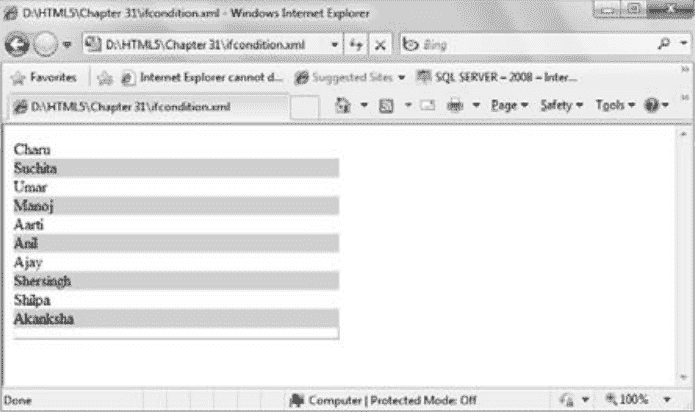 D:\HTML5\Chapter 31\ifcondition.xml - Windows Internet Explorer
D:\HTML5\Chapter 31\ifcondition.xml
Bing
Favorites Internet Explorer cannot d... Suggested Sites SQL SERVER – 2008 – Inter...
D:\HTML5\Chapter 31\ifcondition.xml Page Safety Tools
Charu
Suchita
Umar
Manoj
Aarti
Anil
Ajay
Shersingh
Shilpa
Akanksha
Done Computer | Protected Mode: Off 100%